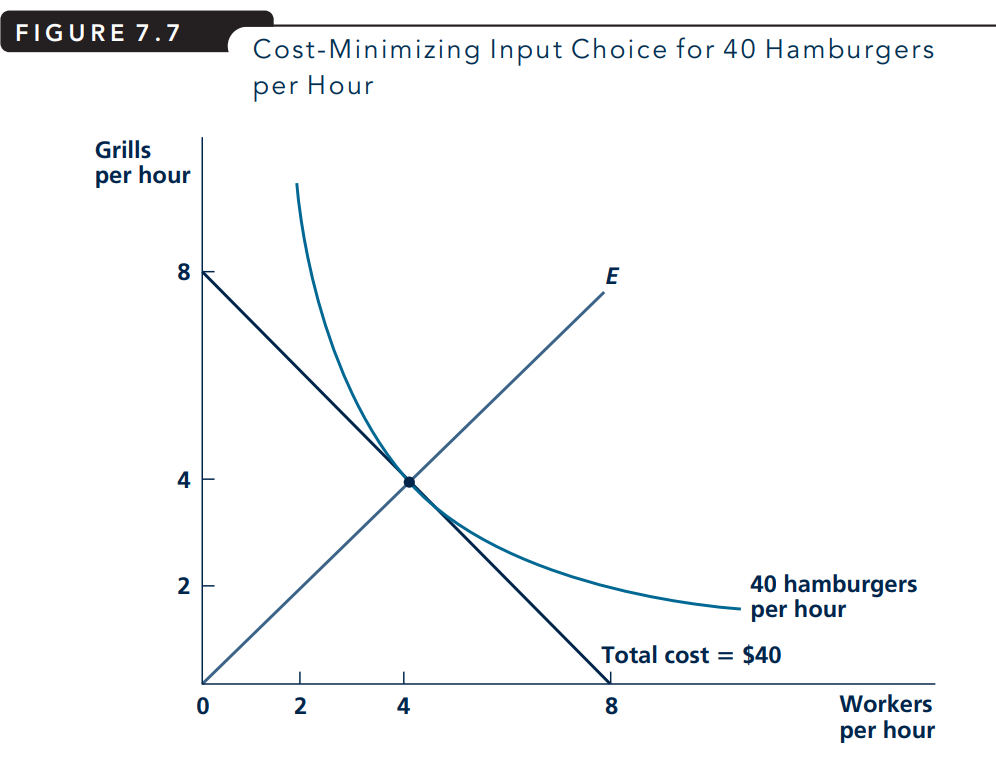 FIGURE 7.7
Cost-Minimizing Input Choice for 40 Hamburgers
per Hour
Grills
per hour
8
4
2
E
40 hamburgers
per hour
Total cost = $40
0
2
4
8
Workers
per hour